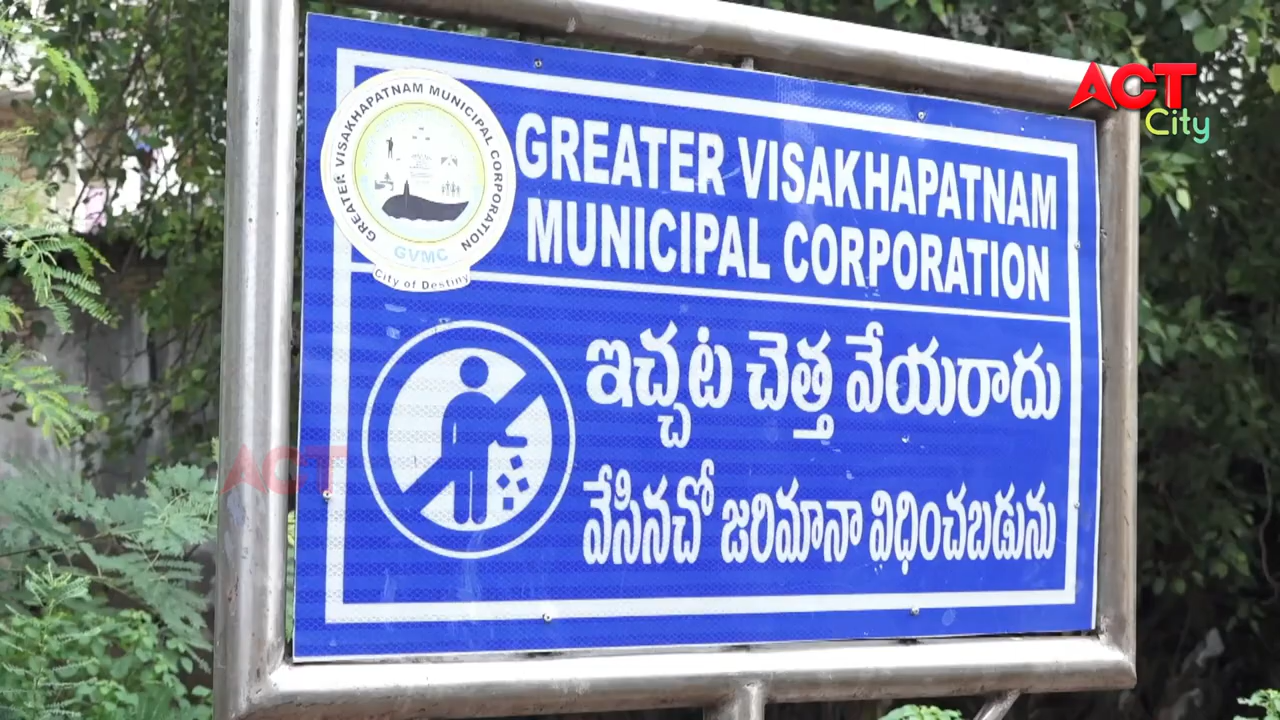 ACT
City
GREATER VISAKHAPATNAM MUNICIPAL CORPORATION
GVMC
City of Destiny
GREATER VISAKHAPATNAM
MUNICIPAL CORPORATION
ఇచ్చట చెత్త వేయరాదు
వేసినచో జరిమానా విధించబడును
ACT